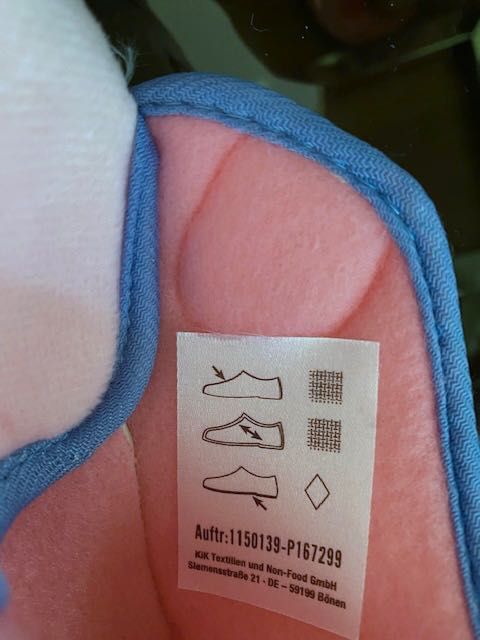 Auftr:1150139-P167299
KiK Textilien und Non-Food GmbH
Siemensstraße 21 · DE – 59199 Bönen